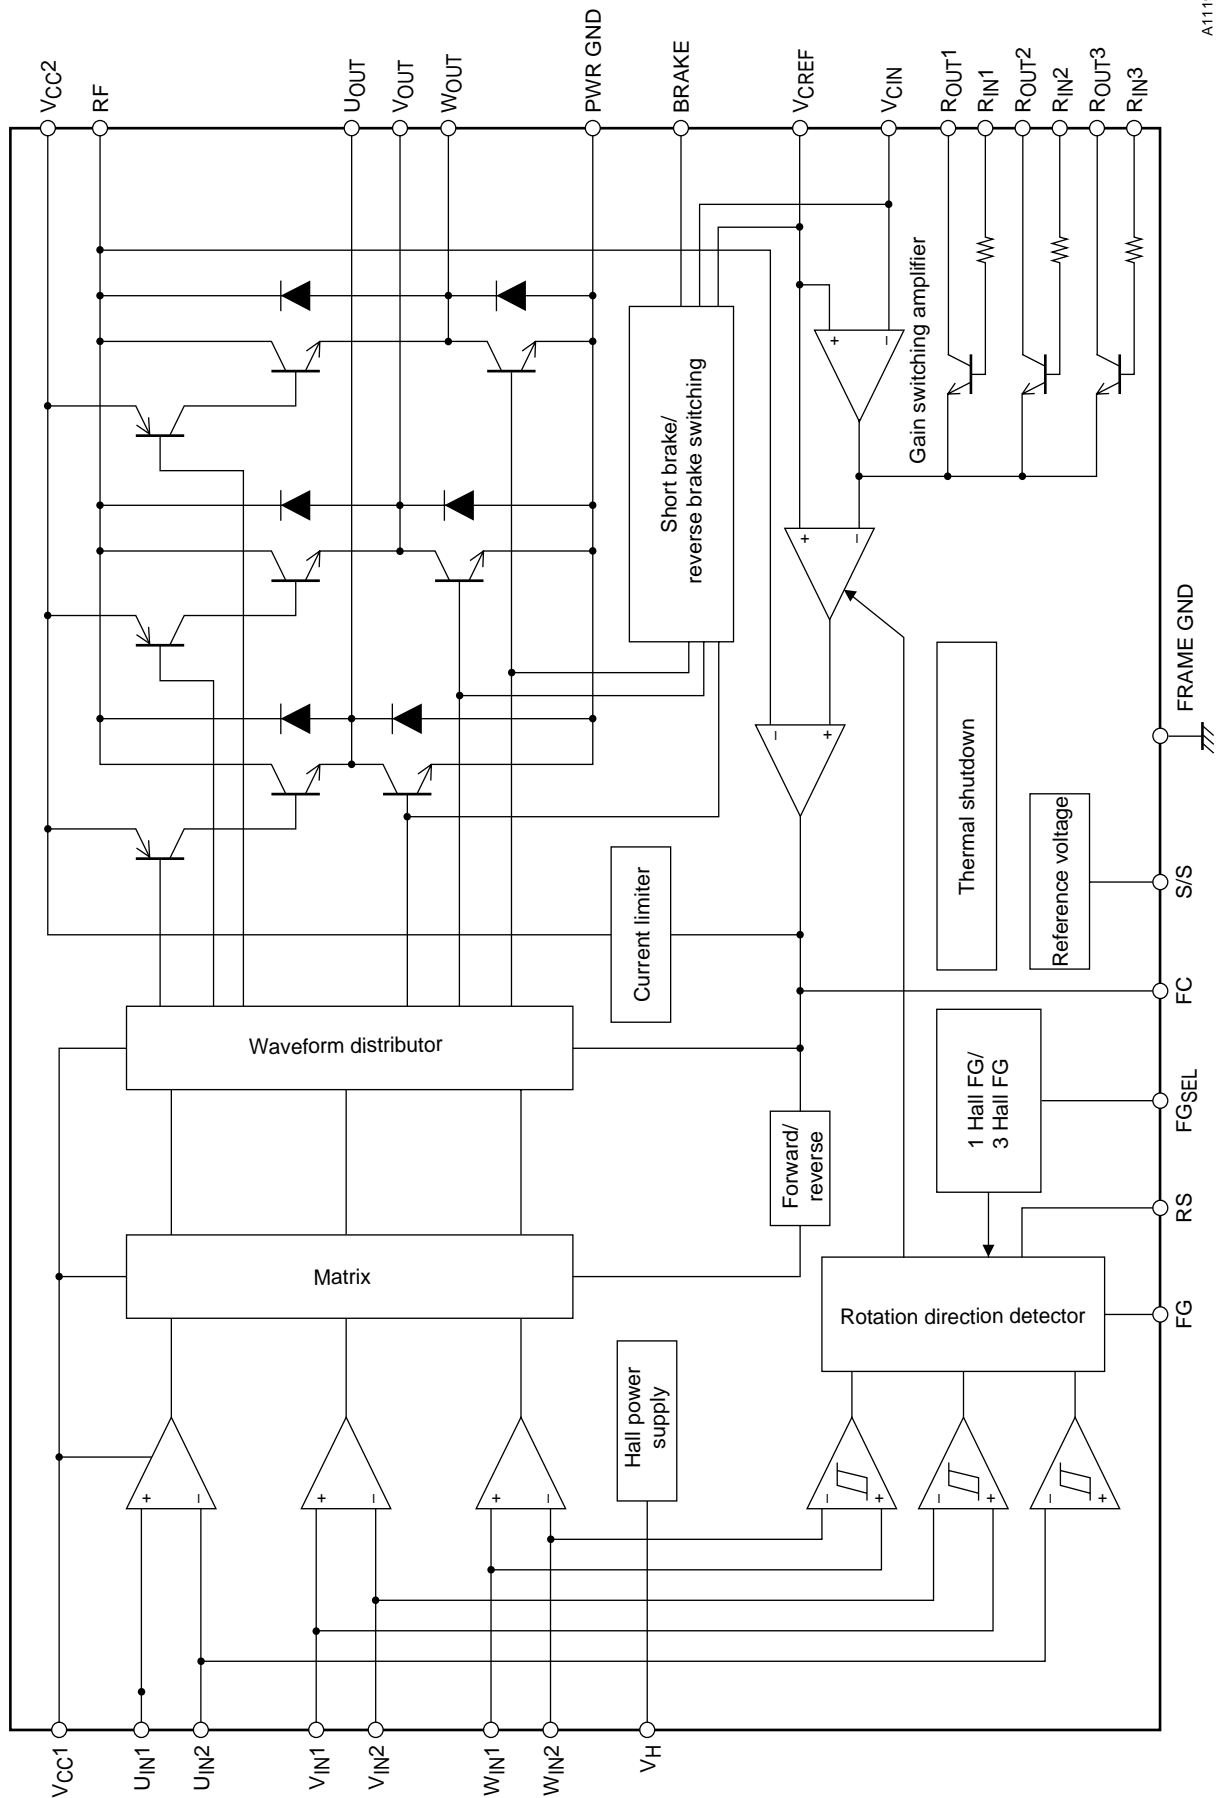 A111
VCC2
RF
UOUT
VOUT
WOUT
PWR GND
BRAKE
VCREF
VCIN
ROUT1
RIN1
ROUT2
RIN2
ROUT3
RIN3
Short brake/
reverse brake switching
+
−
Gain switching amplifier
+
−
−
+
Current limiter
Thermal shutdown
Reference voltage
Waveform distributor
Forward/
reverse
1 Hall FG/
3 Hall FG
Matrix
Rotation direction detector
Hall power
supply
+
−
+
−
+
−
−
+
−
+
−
+
VCC1
UIN1
UIN2
VIN1
VIN2
WIN1
WIN2
VH
FG
RS
FGSEL
FC
S/S
FRAME GND